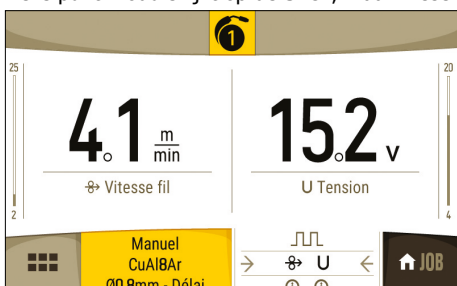 1
25
20
4.1 m/min
15.2 v
Vitesse fil
U Tension
2
4
Manuel
CuAl8Ar
Ø0.8mm - Délai
U
JOB